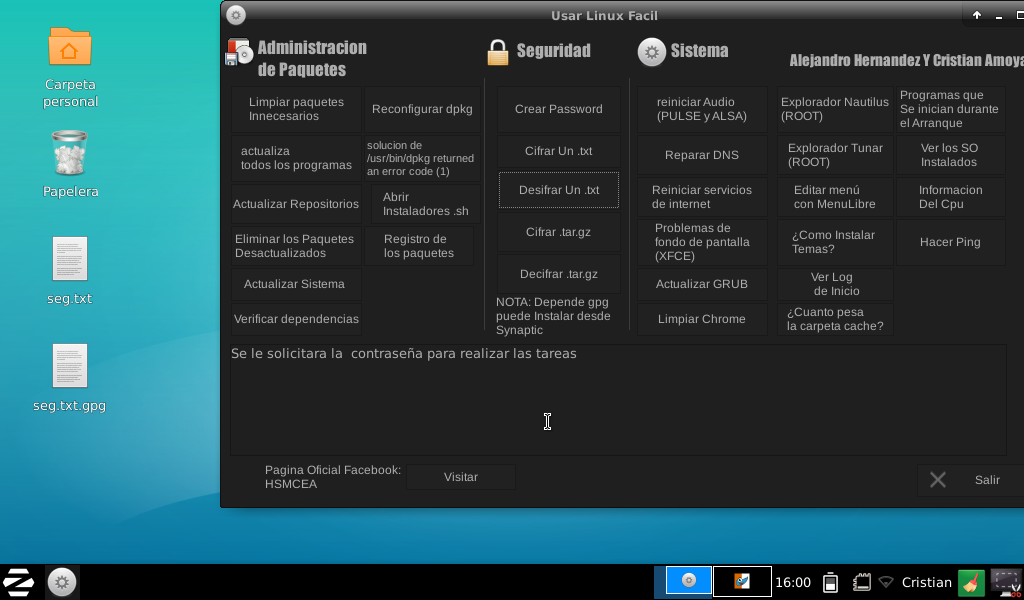 Usar Linux Facil
Carpeta
personal
Papelera
seg.txt
seg.txt.gpg
Administracion
de Paquetes
Limpiar paquetes
Innecesarios
Reconfigurar dpkg
actualiza
todos los programas
solucion de
/usr/bin/dpkg returned
an error code (1)
Actualizar Repositorios
Abrir
Instaladores .sh
Eliminar los Paquetes
Desactualizados
Registro de
los paquetes
Actualizar Sistema
Verificar dependencias
Seguridad
Crear Password
Cifrar Un .txt
Desifrar Un .txt
Cifrar .tar.gz
Decifrar .tar.gz
NOTA: Depende gpg
puede Instalar desde
Synaptic
Sistema
Alejandro Hernandez Y Cristian Amoya
reiniciar Audio
(PULSE y ALSA)
Explorador Nautilus
(ROOT)
Programas que
Se inician durante
el Arranque
Reparar DNS
Explorador Tunar
(ROOT)
Ver los SO
Instalados
Reiniciar servicios
de internet
Editar menú
con MenuLibre
Informacion
Del Cpu
Problemas de
fondo de pantalla
(XFCE)
¿Como Instalar
Temas?
Hacer Ping
Actualizar GRUB
Ver Log
de Inicio
Limpiar Chrome
¿Cuanto pesa
la carpeta cache?
Se le solicitara la  contraseña para realizar las tareas
Pagina Oficial Facebook:
HSMCEA
Visitar
Salir
16:00
Cristian